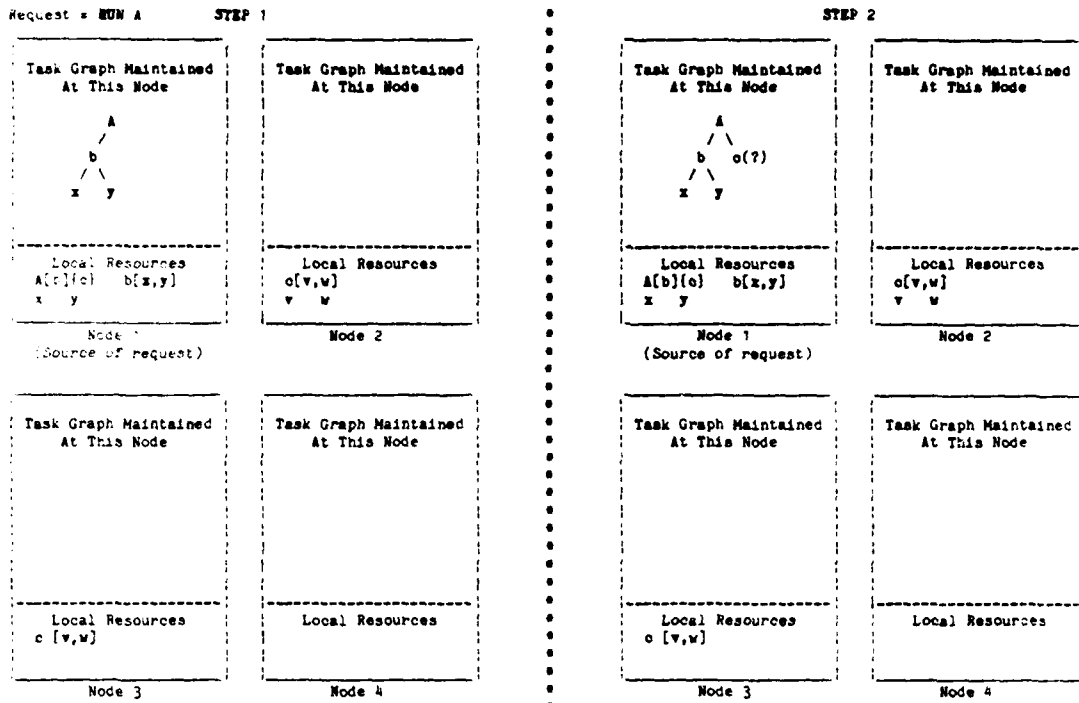 Request = RUN A STEP 1
Task Graph Maintained
At This Node
A
/
b
/ \
x y
Local Resources
A[b]{c} b[x,y]
x y
Node 1
(Source of request)
Task Graph Maintained
At This Node
Local Resources
c[v,w]
v w
Node 2
Task Graph Maintained
At This Node
Local Resources
c [v,w]
Node 3
Task Graph Maintained
At This Node
Local Resources
Node 4
STEP 2
Task Graph Maintained
At This Node
A
/ \
b c(?)
/ \
x y
Local Resources
A[b]{c} b[x,y]
x y
Node 1
(Source of request)
Task Graph Maintained
At This Node
Local Resources
c[v,w]
v w
Node 2
Task Graph Maintained
At This Node
Local Resources
c [v,w]
Node 3
Task Graph Maintained
At This Node
Local Resources
Node 4